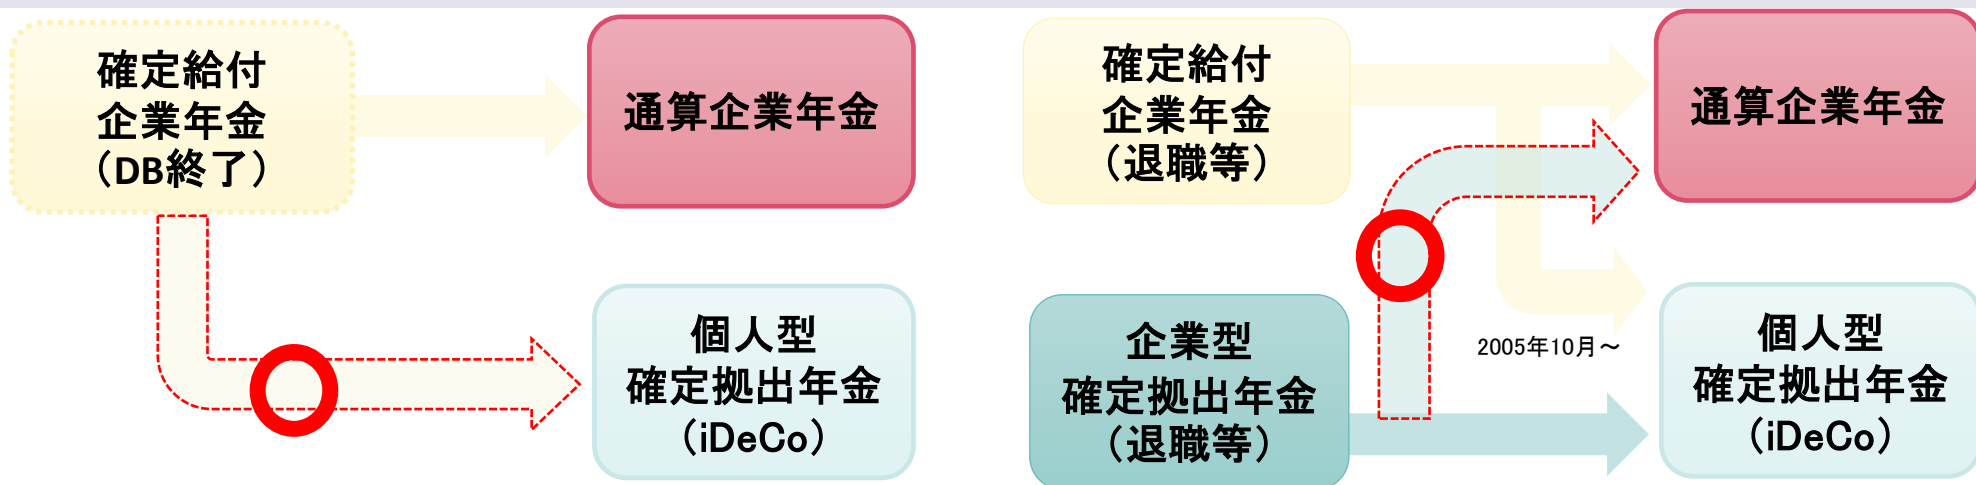 確定給付
企業年金
（DB終了）
通算企業年金
個人型
確定拠出年金
（iDeCo）
確定給付
企業年金
（退職等）
通算企業年金
企業型
確定拠出年金
（退職等）
2005年10月～
個人型
確定拠出年金
（iDeCo）